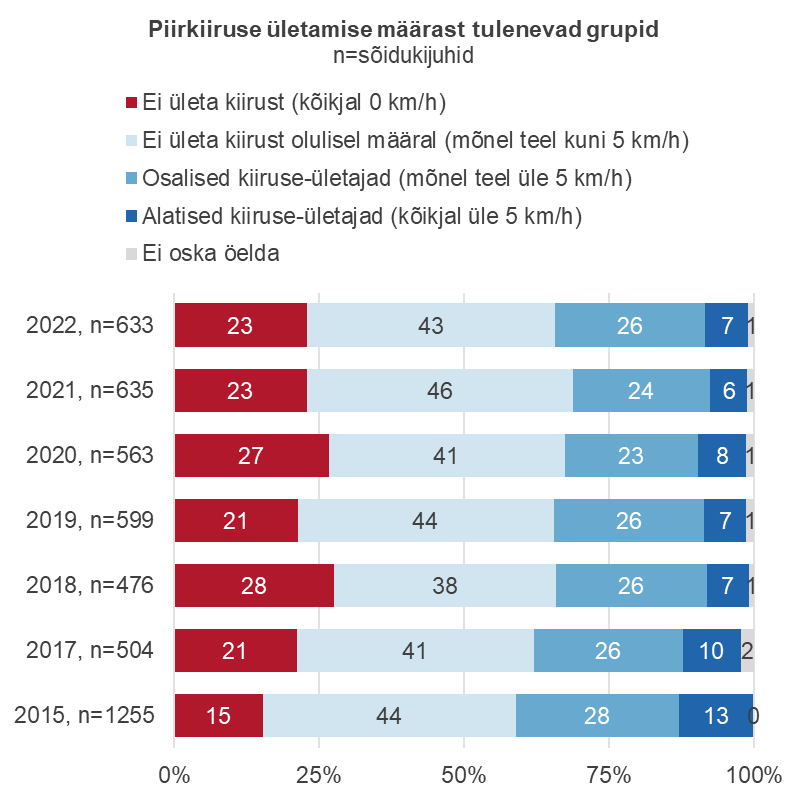 Piirkiiruse ületamise määrast tulenevad grupid
n=sõidukijuhid
Ei ületa kiirust (kõikjal 0 km/h)
Ei ületa kiirust olulisel määral (mõnel teel kuni 5 km/h)
Osalised kiiruse-ületajad (mõnel teel üle 5 km/h)
Alatised kiiruse-ületajad (kõikjal üle 5 km/h)
Ei oska öelda
2022, n=633 23 43 26 7 1
2021, n=635 23 46 24 6 1
2020, n=563 27 41 23 8 1
2019, n=599 21 44 26 7 1
2018, n=476 28 38 26 7 1
2017, n=504 21 41 26 10 2
2015, n=1255 15 44 28 13 0
0% 25% 50% 75% 100%